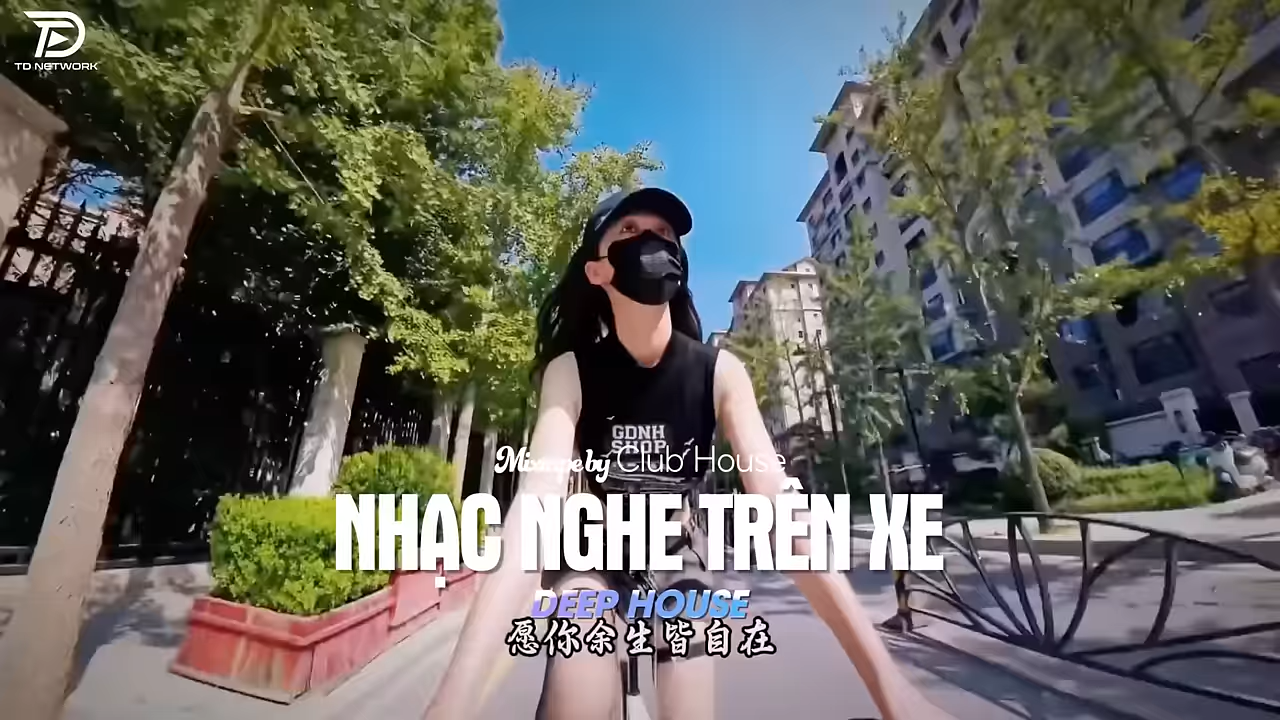 TD NETWORK
GDNH
SHOP
Mixtape by Club House
NHẠC NGHE TRÊN XE
DEEP HOUSE
愿你余生皆自在